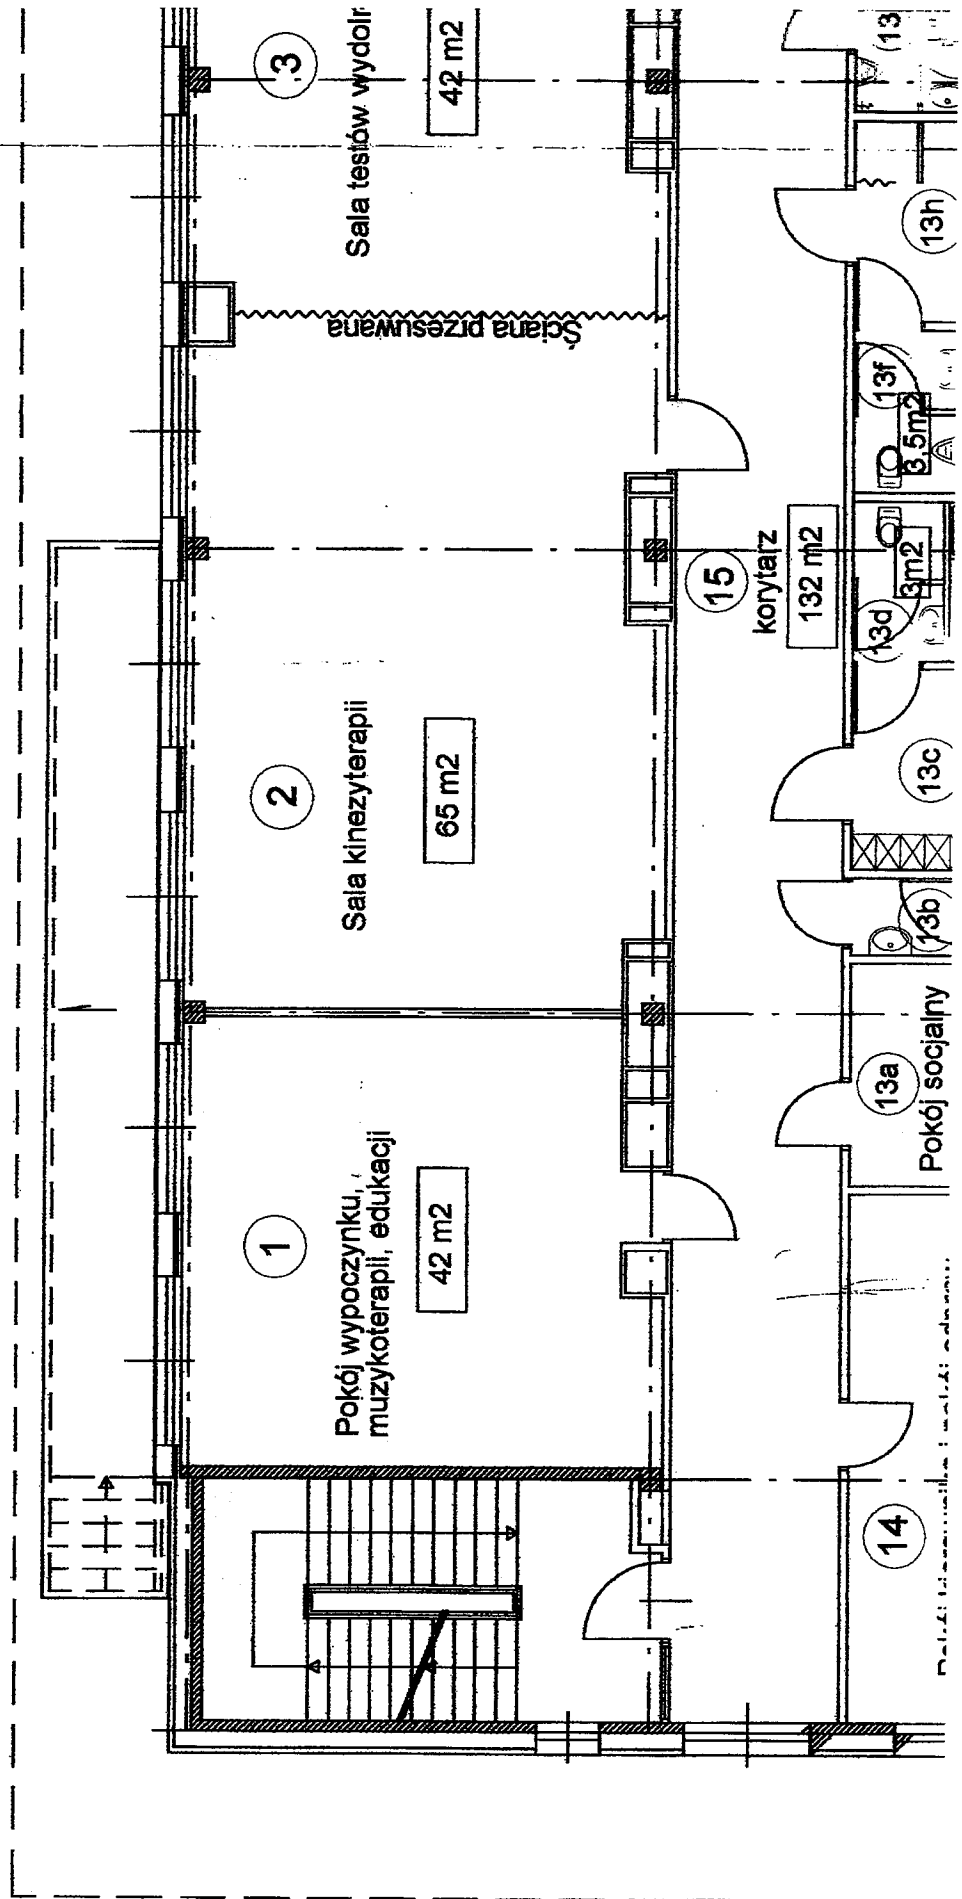 1
Pokój wypoczynku,
muzykoterapii, edukacji
42 m2
2
Sala kinezyterapii
65 m2
Ściana przesuwana
3
Sala testów
42 m2
15
korytarz
132 m2
14
13a
Pokój socjalny
13b
13c
13d
3m2
13f
3,5m2
13h
13